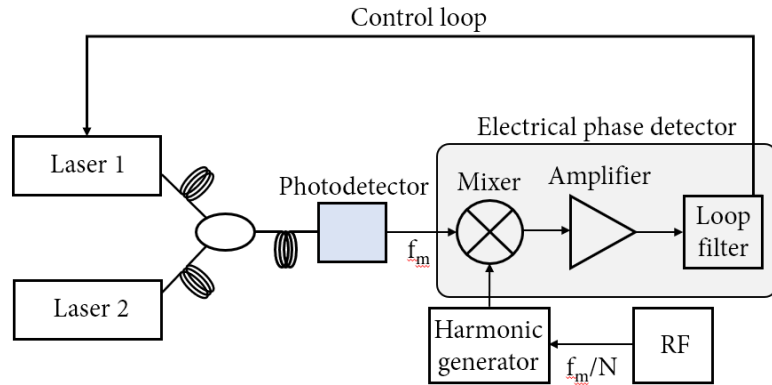 Control loop
Electrical phase detector
Laser 1
Photodetector
Mixer
Amplifier
Loop
filter
f_m
Laser 2
Harmonic
generator
f_m/N
RF